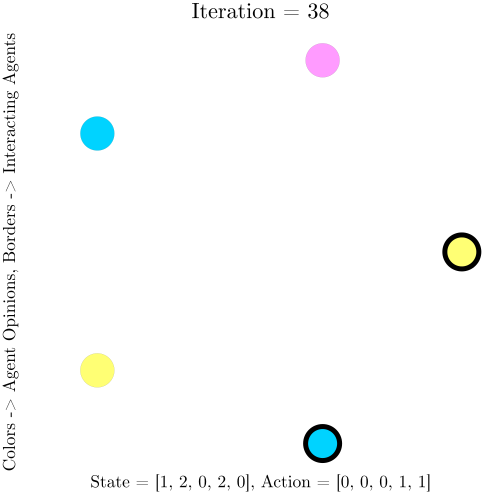 Iteration = 38
Colors -> Agent Opinions, Borders -> Interacting Agents
State = [1, 2, 0, 2, 0], Action = [0, 0, 0, 1, 1]